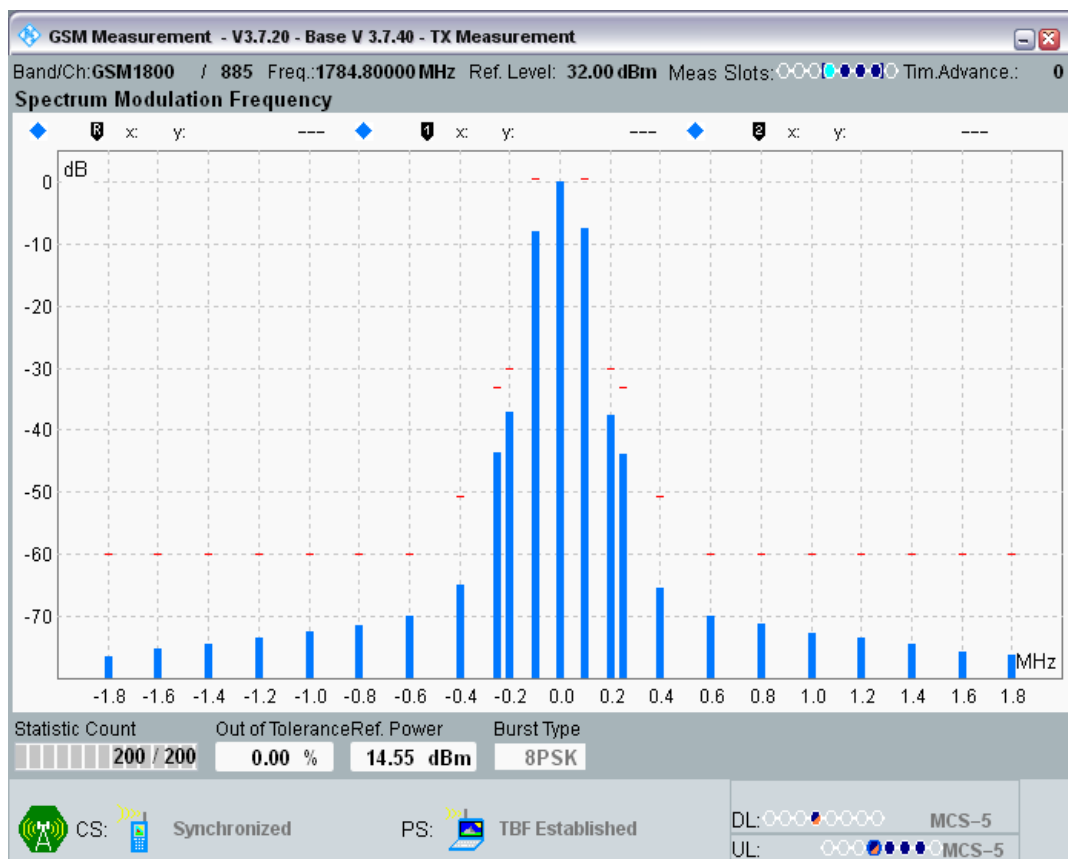 GSM Measurement - V3.7.20 - Base V 3.7.40 - TX Measurement
Band/Ch:GSM1800 / 885 Freq.:1784.80000 MHz Ref. Level: 32.00 dBm Meas Slots: Tim.Advance.: 0
Spectrum Modulation Frequency
R x: y: --- 1 x: y: --- 2 x: y: ---
dB
0
-10
-20
-30
-40
-50
-60
-70
MHz
-1.8 -1.6 -1.4 -1.2 -1.0 -0.8 -0.6 -0.4 -0.2 0.0 0.2 0.4 0.6 0.8 1.0 1.2 1.4 1.6 1.8
Statistic Count Out of Tolerance Ref. Power Burst Type
200 / 200 0.00 % 14.55 dBm 8PSK
CS: Synchronized PS: TBF Established
DL: MCS-5
UL: MCS-5